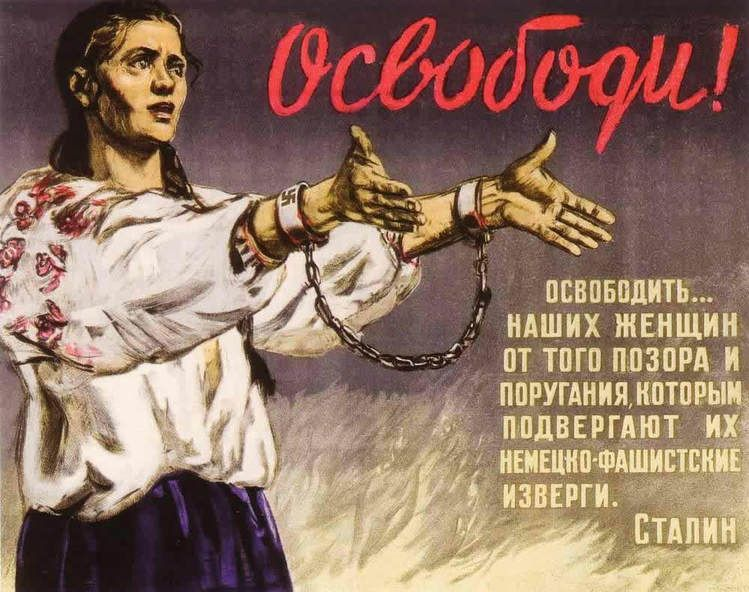 Освободи!
ОСВОБОДИТЬ...
НАШИХ ЖЕНЩИН
ОТ ТОГО ПОЗОРА И
ПОРУГАНИЯ, КОТОРЫМ
ПОДВЕРГАЮТ ИХ
НЕМЕЦКО-ФАШИСТСКИЕ
ИЗВЕРГИ.
СТАЛИН